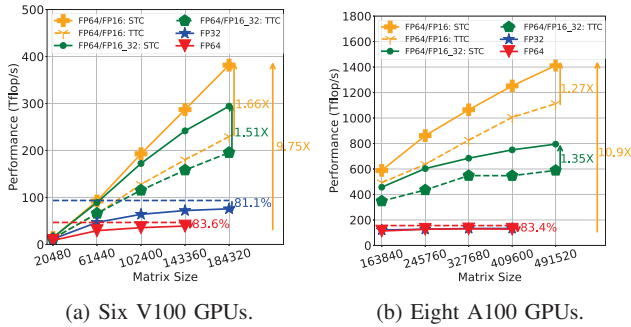 FP64/FP16: STC
FP64/FP16: TTC
FP64/FP16_32: STC
FP64/FP16_32: TTC
FP32
FP64
Performance (Tflop/s)
500
400
300
200
100
0
1.66X
1.51X
9.75X
81.1%
83.6%
20480
61440
102400
143360
184320
Matrix Size
(a) Six V100 GPUs.
FP64/FP16: STC
FP64/FP16: TTC
FP64/FP16_32: STC
FP64/FP16_32: TTC
FP32
FP64
Performance (Tflop/s)
1800
1600
1400
1200
1000
800
600
400
200
0
1.27X
10.9X
1.35X
83.4%
163840
245760
327680
409600
491520
Matrix Size
(b) Eight A100 GPUs.